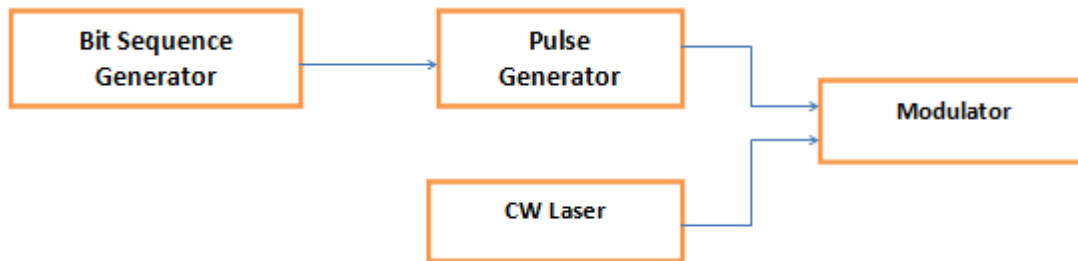 Bit Sequence
Generator
Pulse
Generator
Modulator
CW Laser